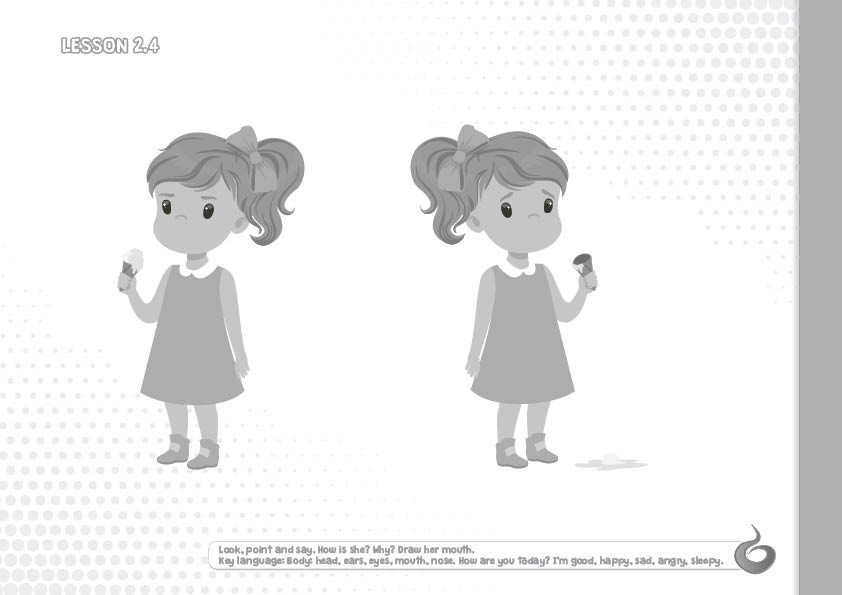 LESSON 2.4
Look, point and say. How is she? Why? Draw her mouth.
Key language: Body: head, ears, eyes, mouth, nose. How are you today? I'm good, happy, sad, angry, sleepy.